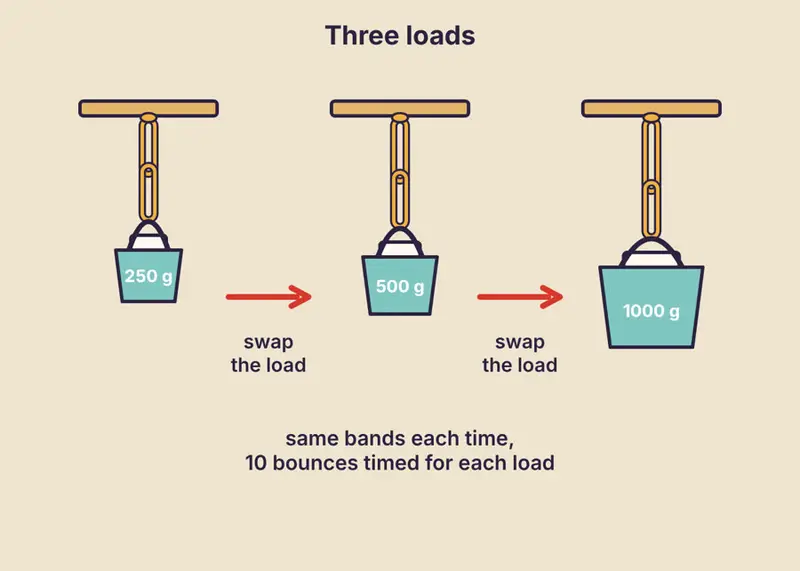 Three loads
250 g
500 g
1000 g
swap
the load
swap
the load
same bands each time,
10 bounces timed for each load